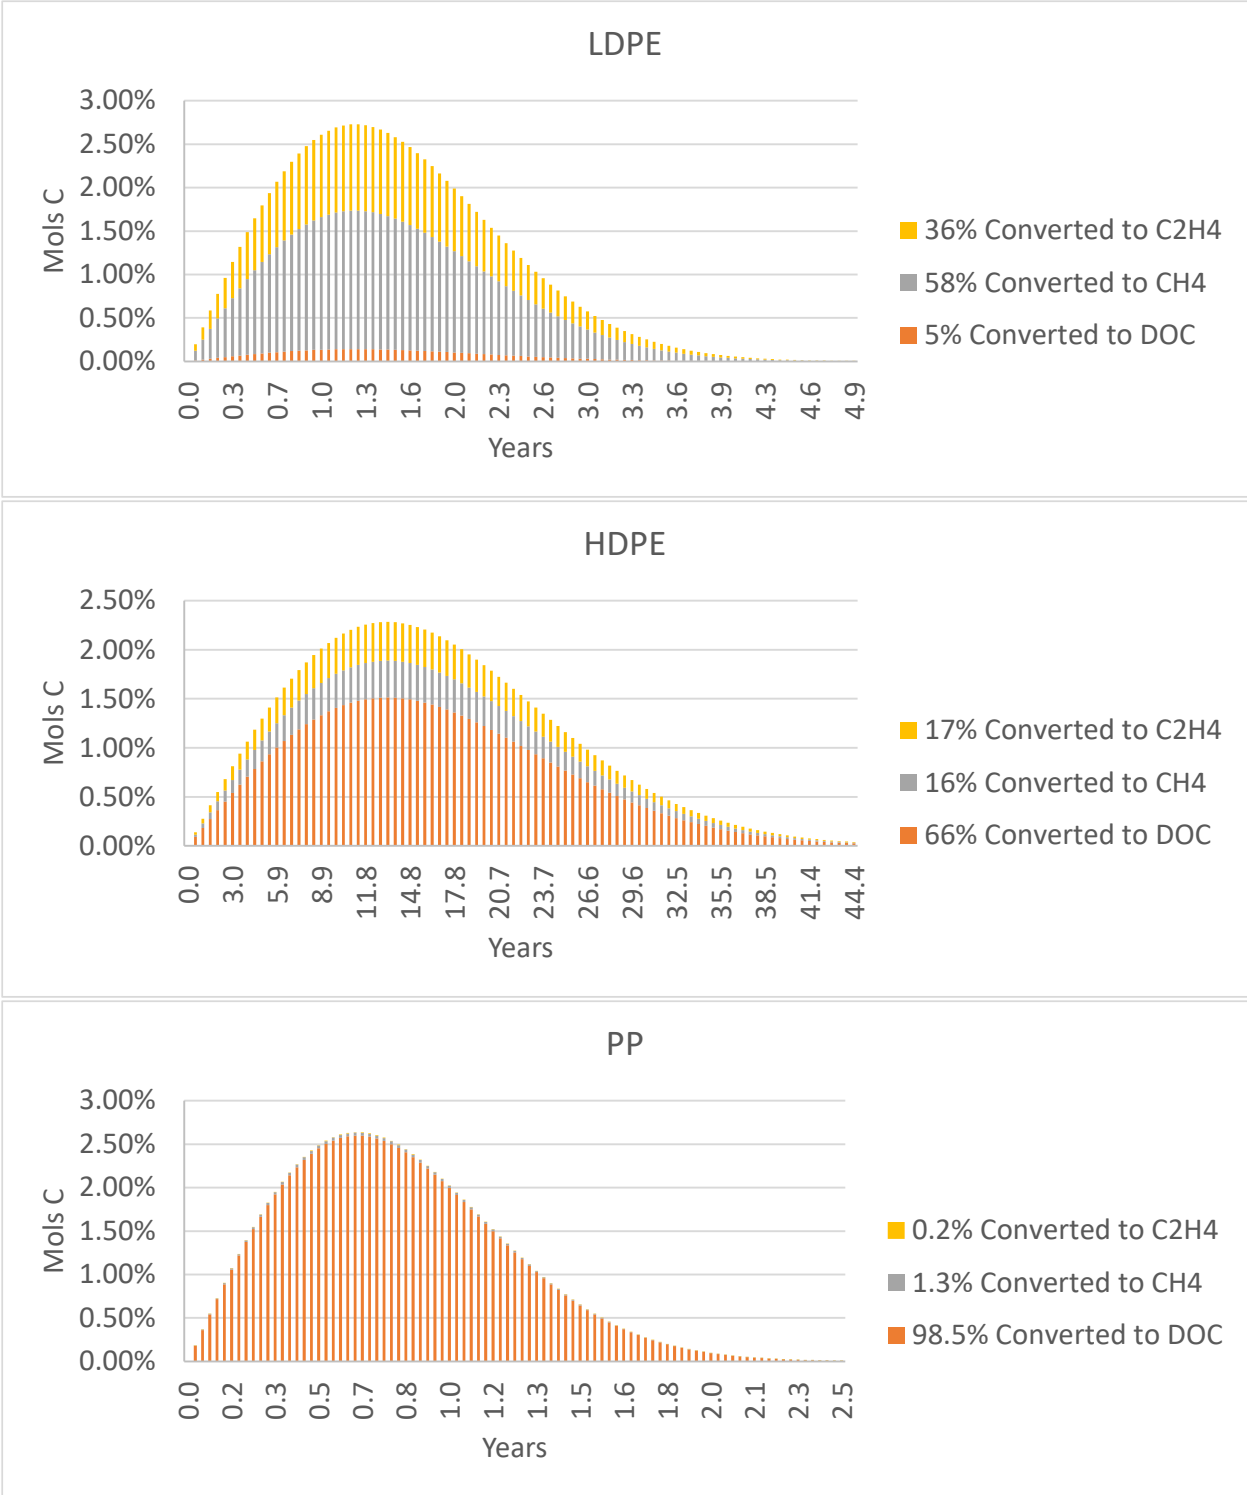 LDPE
3.00%
2.50%
2.00%
1.50%
1.00%
0.50%
0.00%
Mols C
0.0 0.3 0.7 1.0 1.3 1.6 2.0 2.3 2.6 3.0 3.3 3.6 3.9 4.3 4.6 4.9
Years
36% Converted to C2H4
58% Converted to CH4
5% Converted to DOC
HDPE
2.50%
2.00%
1.50%
1.00%
0.50%
0.00%
Mols C
0.0 3.0 5.9 8.9 11.8 14.8 17.8 20.7 23.7 26.6 29.6 32.5 35.5 38.5 41.4 44.4
Years
17% Converted to C2H4
16% Converted to CH4
66% Converted to DOC
PP
3.00%
2.50%
2.00%
1.50%
1.00%
0.50%
0.00%
Mols C
0.0 0.2 0.3 0.5 0.7 0.8 1.0 1.2 1.3 1.5 1.6 1.8 2.0 2.1 2.3 2.5
Years
0.2% Converted to C2H4
1.3% Converted to CH4
98.5% Converted to DOC